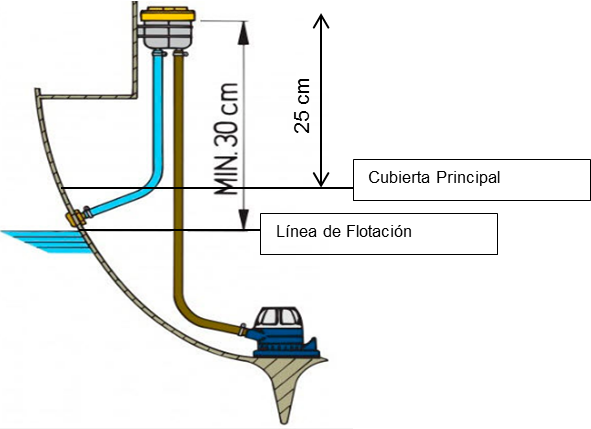 MIN. 30 cm
25 cm
Cubierta Principal
Línea de Flotación